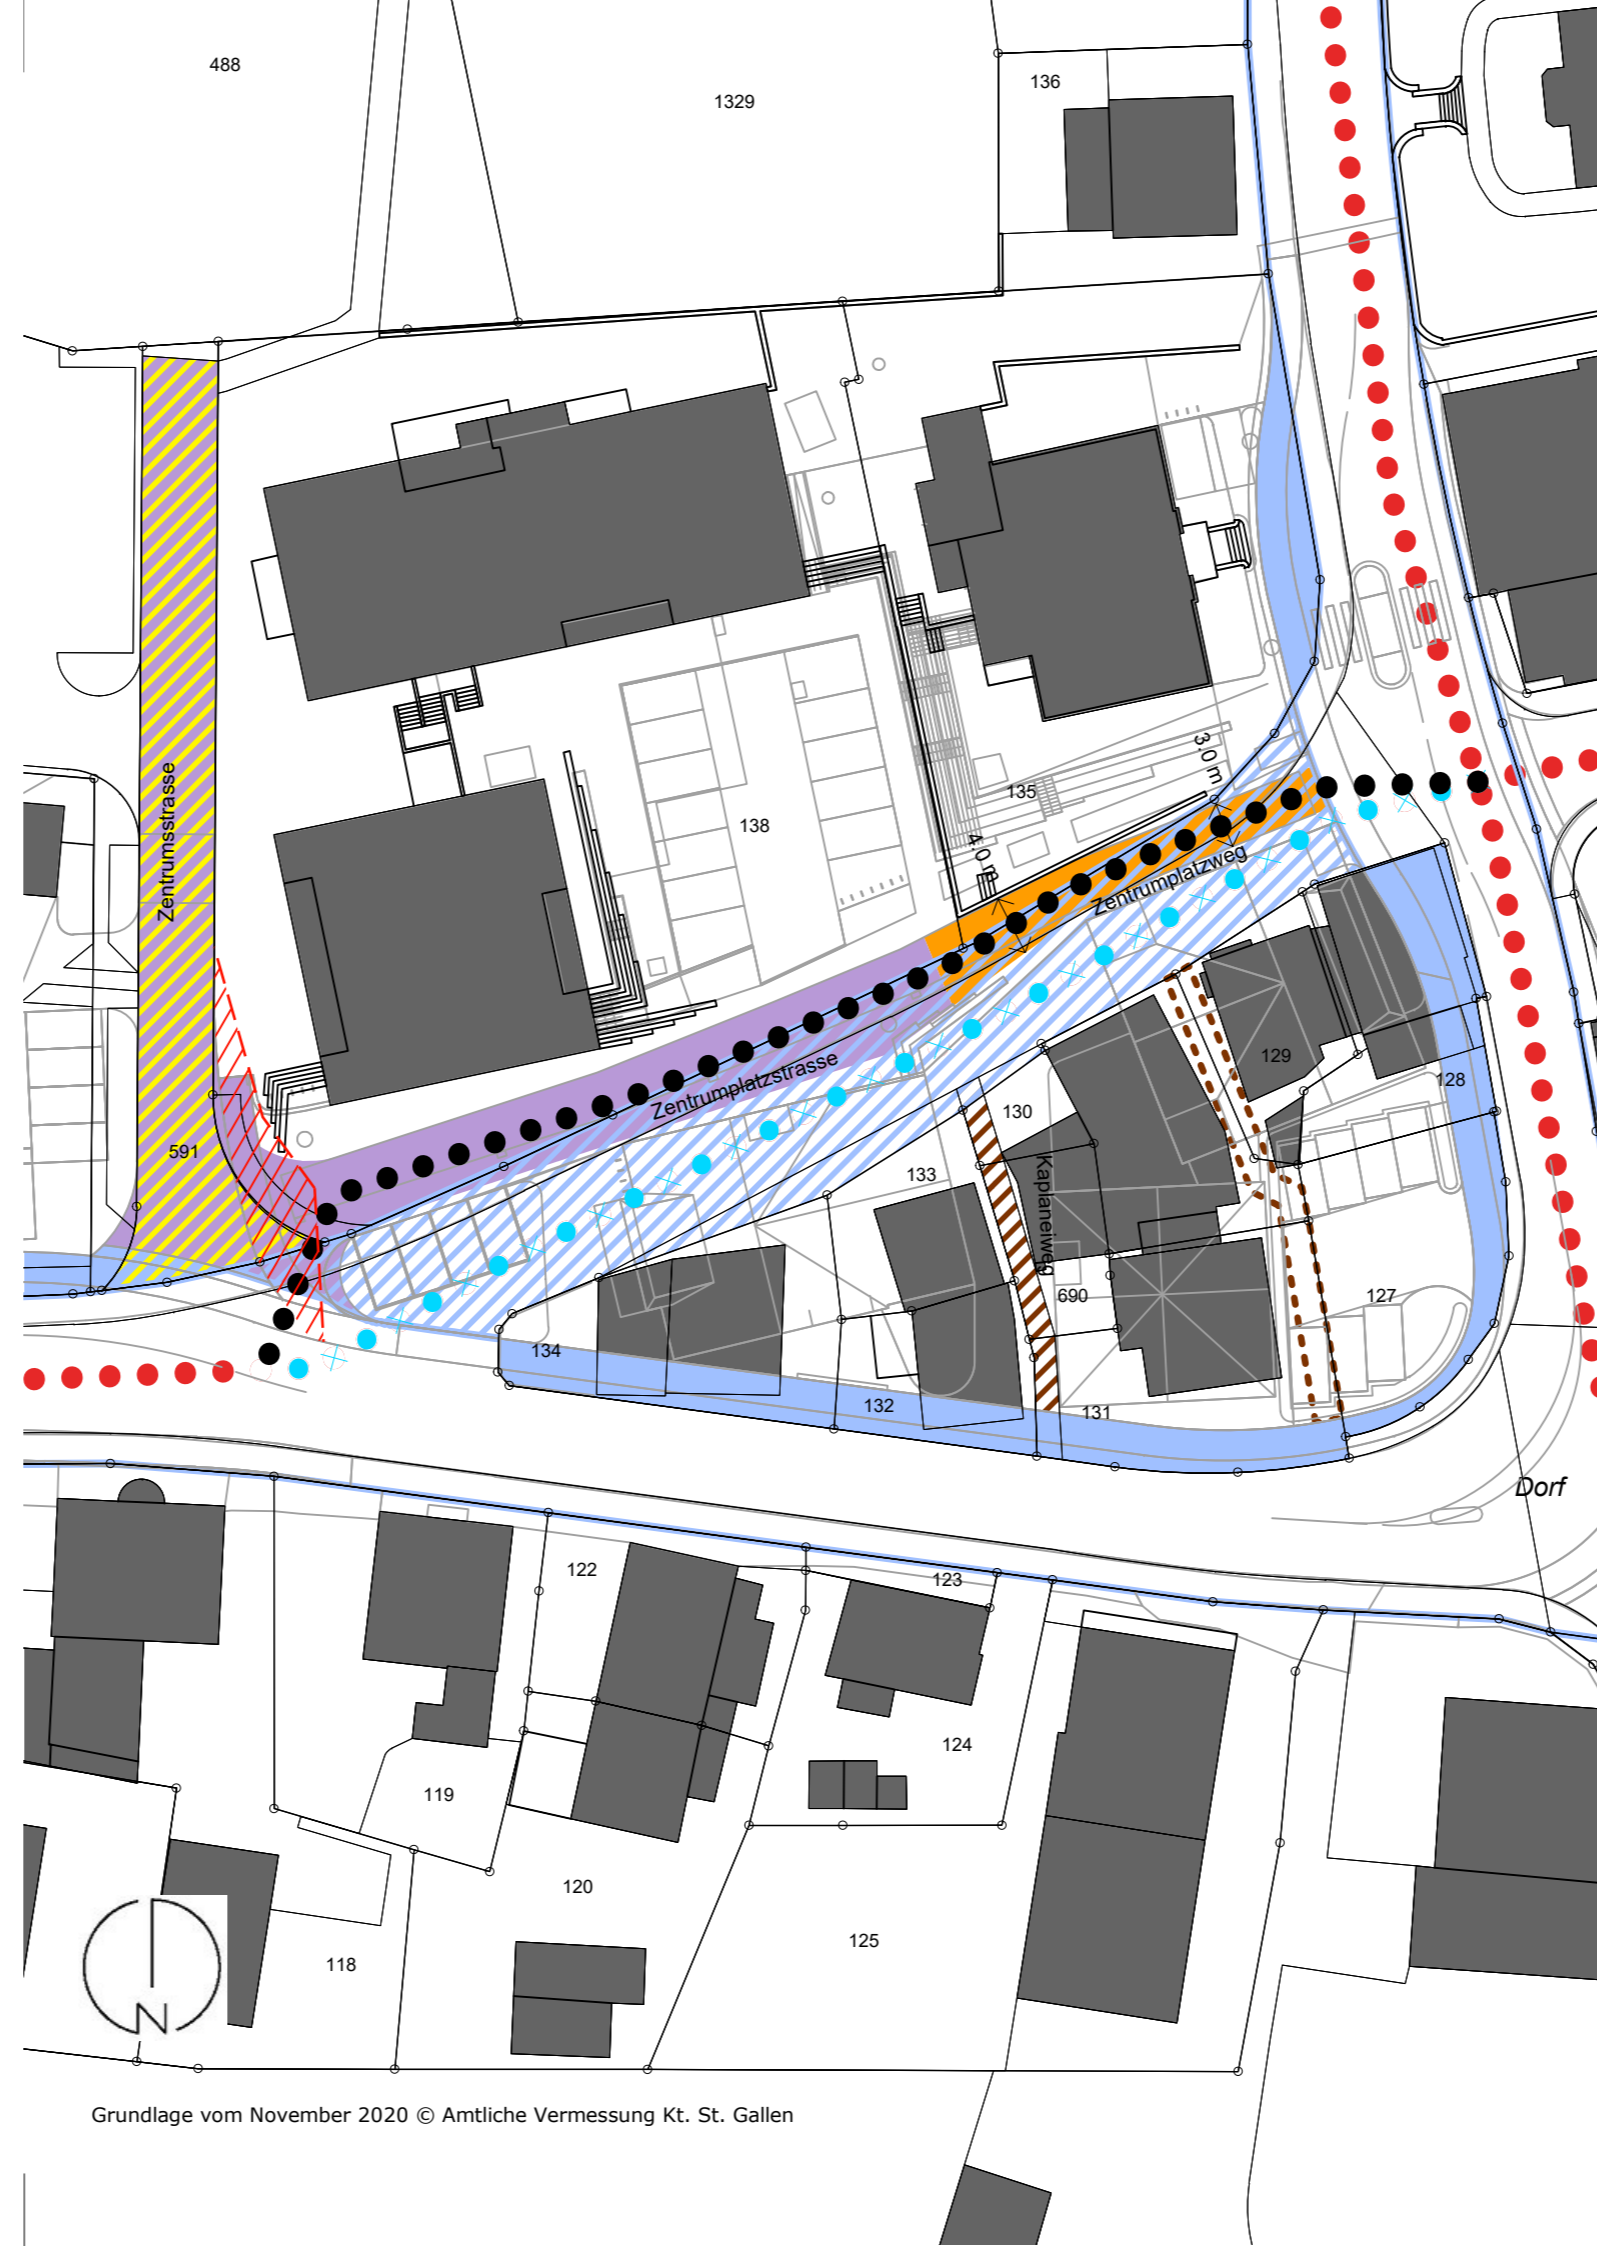 488
1329
136
Zentrumsstrasse
3.0 m
135
138
4.0 m
Zentrumplatzweg
129
Zentrumplatzstrasse
128
130
591
133
Kaplaneiweg
690
127
134
132
131
Dorf
122
123
124
119
120
125
118
N
Grundlage vom November 2020 © Amtliche Vermessung Kt. St. Gallen